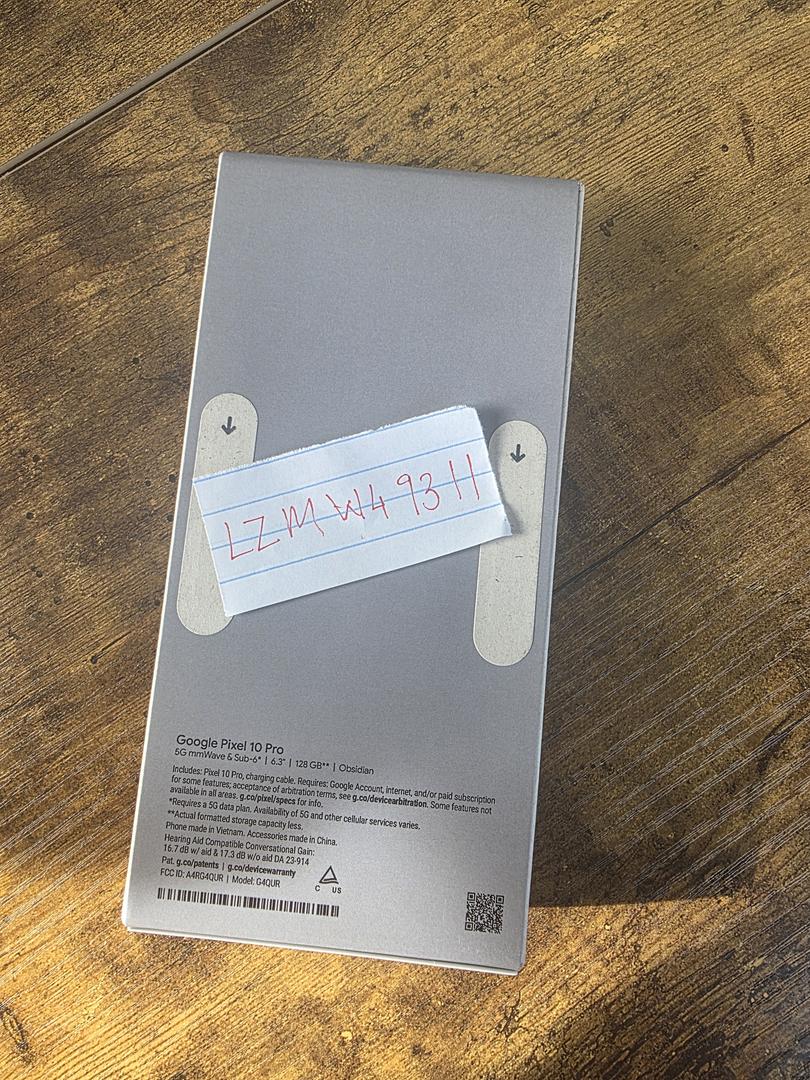 LZMW49311
Google Pixel 10 Pro
5G mmWave & Sub-6* | 6.3" | 128 GB** | Obsidian
Includes: Pixel 10 Pro, charging cable. Requires: Google Account, internet, and/or paid subscription
for some features; acceptance of arbitration terms, see g.co/devicearbitration. Some features not
available in all areas. g.co/pixel/specs for info.
*Requires a 5G data plan. Availability of 5G and other cellular services varies.
**Actual formatted storage capacity less.
Phone made in Vietnam. Accessories made in China.
Hearing Aid Compatible Conversational Gain:
16.7 dB w/ aid & 17.3 dB w/o aid DA 23-914
Pat. g.co/patents | g.co/devicewarranty
FCC ID: A4RG4QUR | Model: G4QUR
C US